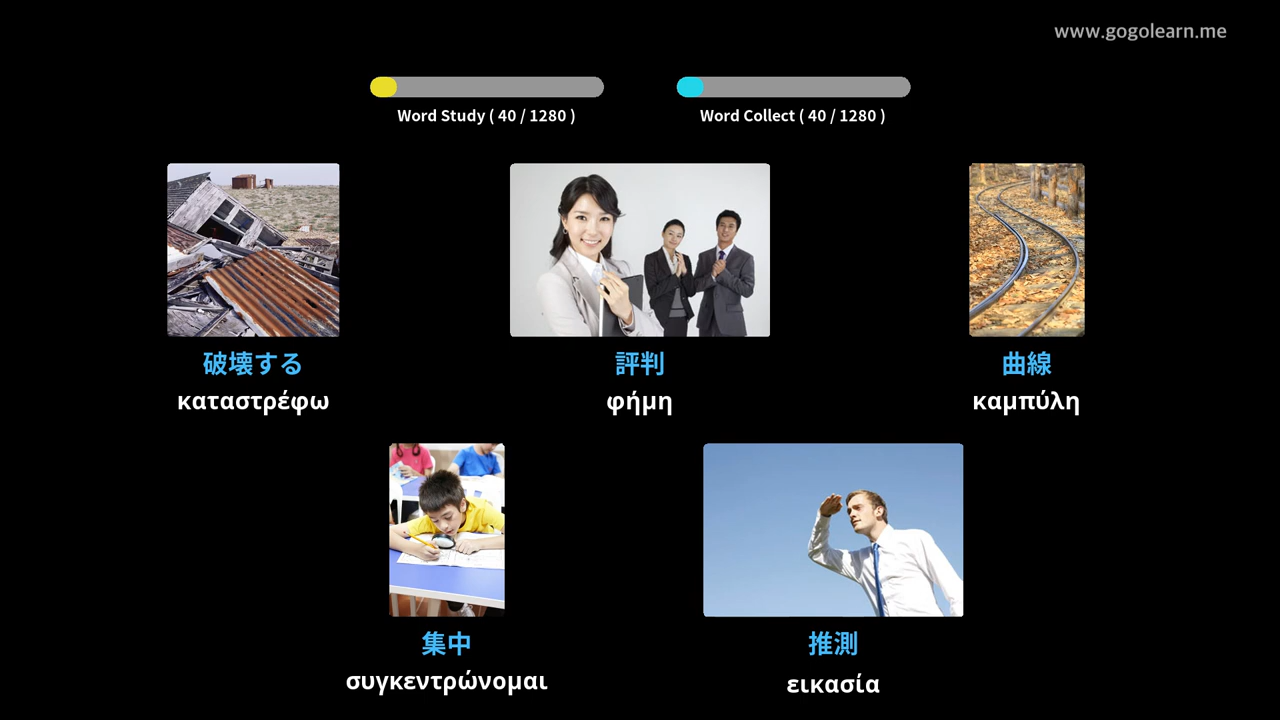 www.gogolearn.me
Word Study ( 40 / 1280 )
Word Collect ( 40 / 1280 )
破壊する
καταστρέφω
評判
φήμη
曲線
καμπύλη
集中
συγκεντρώνομαι
推測
εικασία